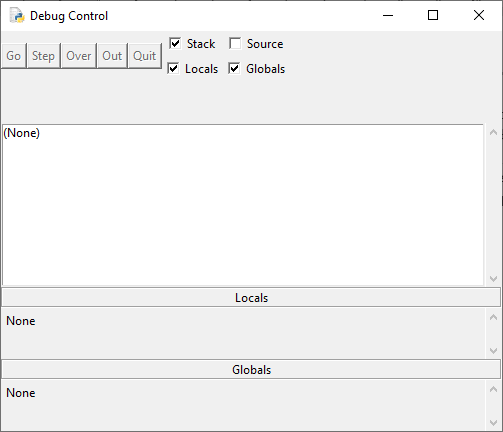 Debug Control
Go Step Over Out Quit
Stack Source
Locals Globals
(None)
Locals
None
Globals
None